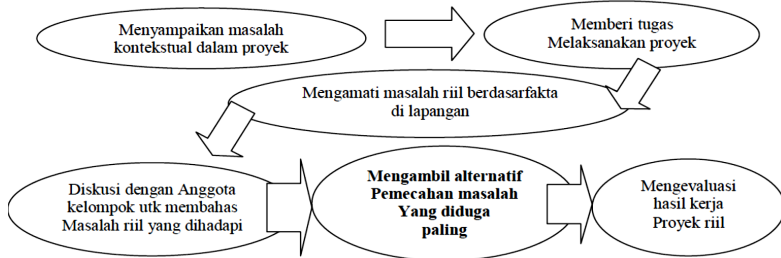 Menyampaikan masalah
kontekstual dalam proyek
Memberi tugas
Melaksanakan proyek
Mengamati masalah riil berdasarfakta
di lapangan
Diskusi dengan Anggota
kelompok utk membahas
Masalah riil yang dihadapi
Mengambil alternatif
Pemecahan masalah
Yang diduga
paling
Mengevaluasi
hasil kerja
Proyek riil